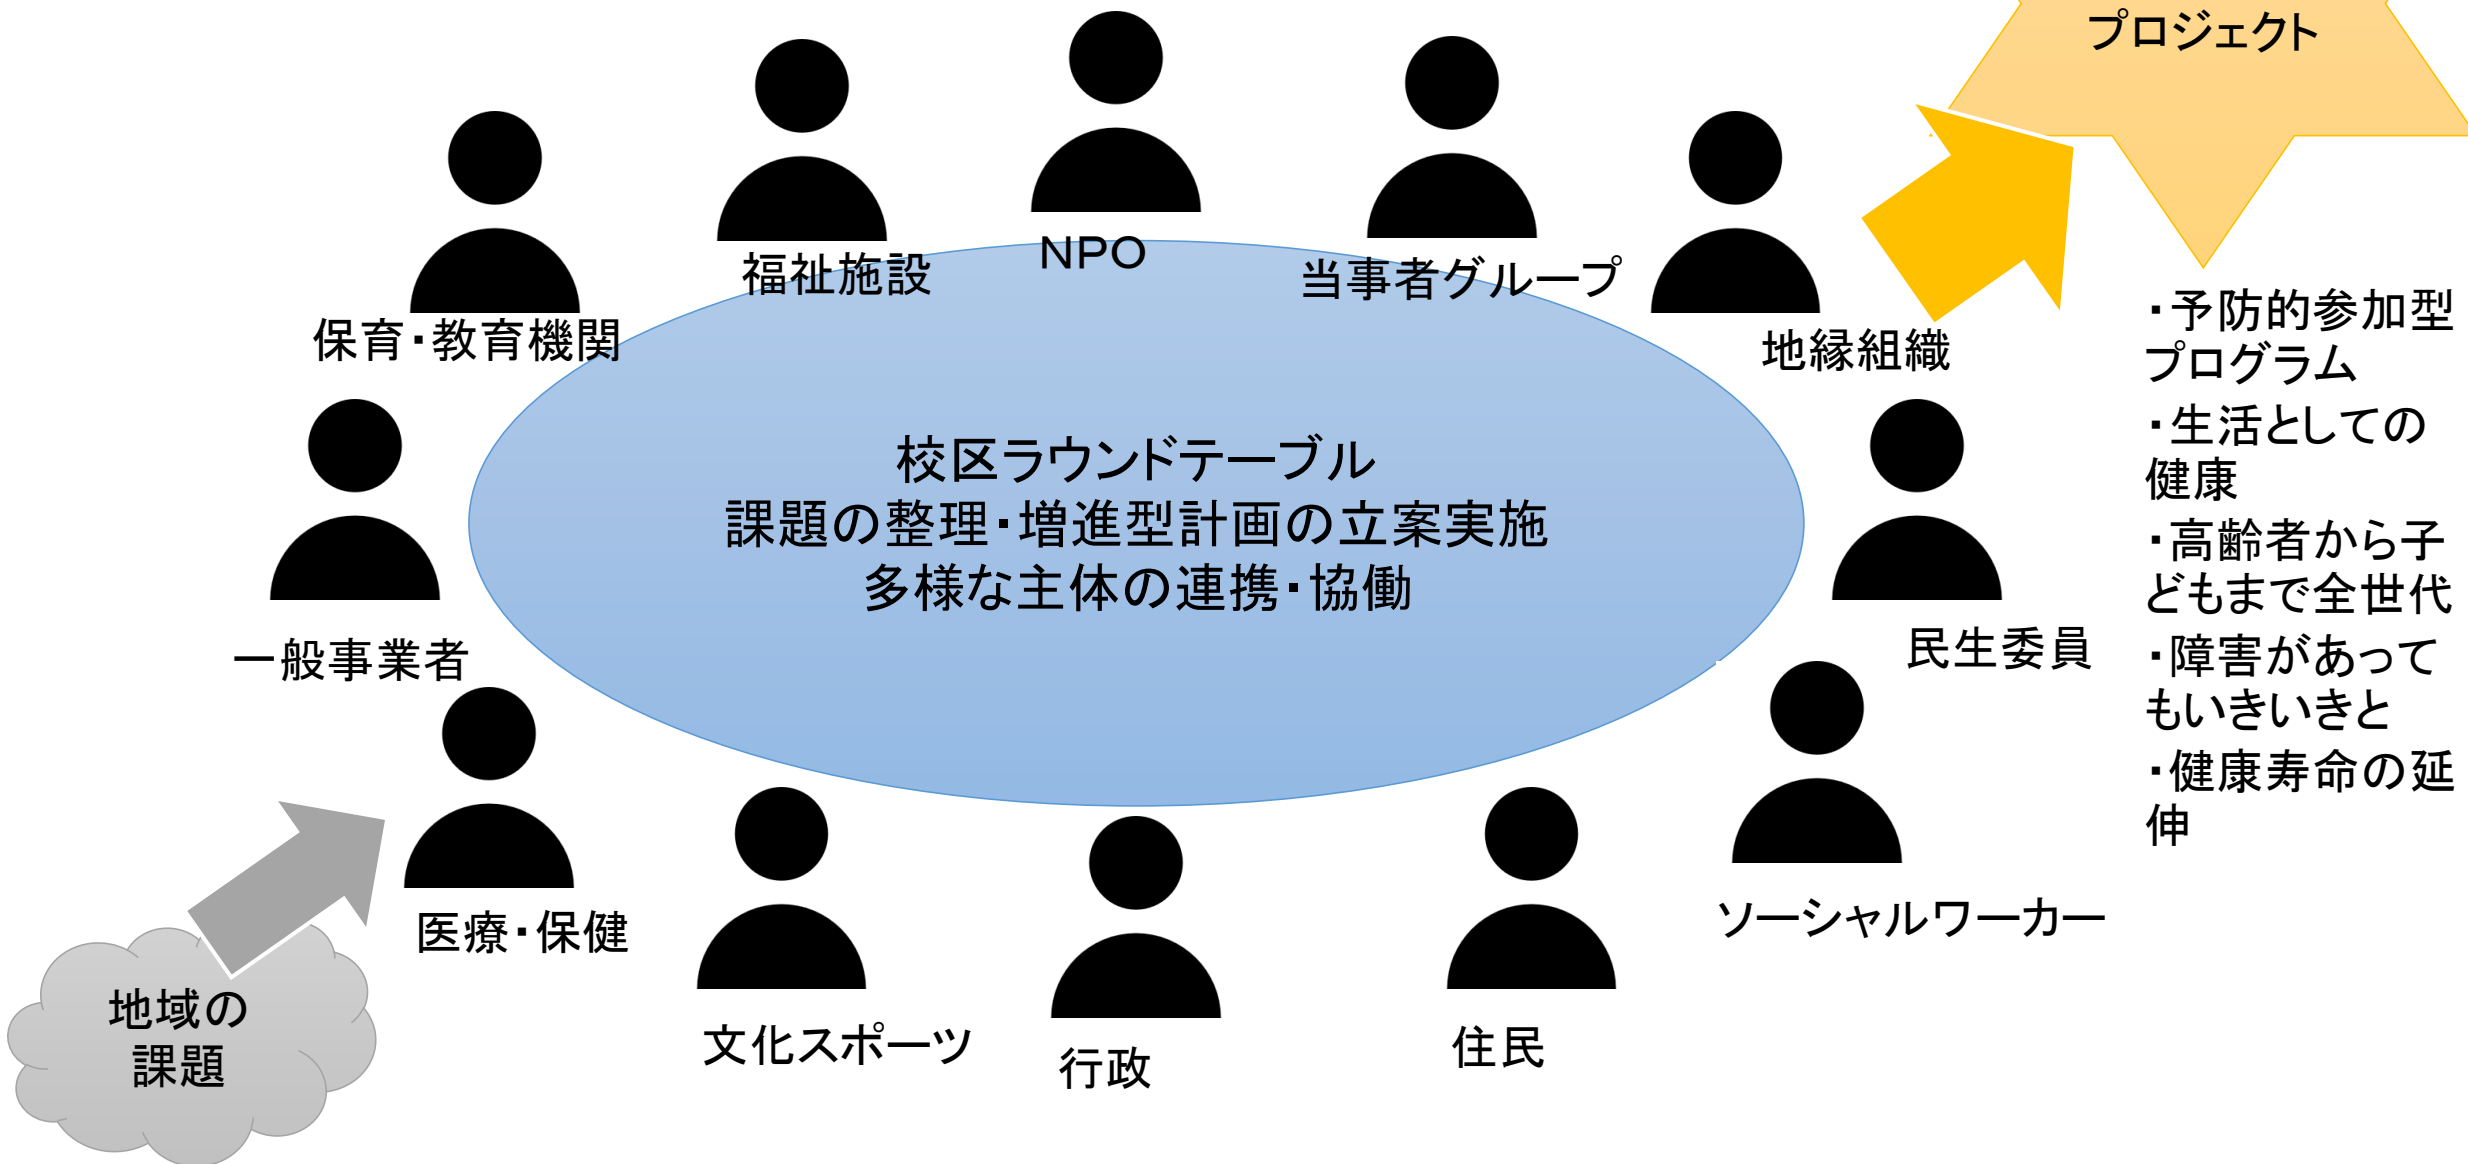 プロジェクト
NPO
福祉施設
当事者グループ
保育・教育機関
地縁組織
・予防的参加型
プログラム
・生活としての
健康
・高齢者から子
どもまで全世代
・障害があって
もいきいきと
・健康寿命の延
伸
校区ラウンドテーブル
課題の整理・増進型計画の立案実施
多様な主体の連携・協働
一般事業者
民生委員
医療・保健
ソーシャルワーカー
文化スポーツ
行政
住民
地域の
課題